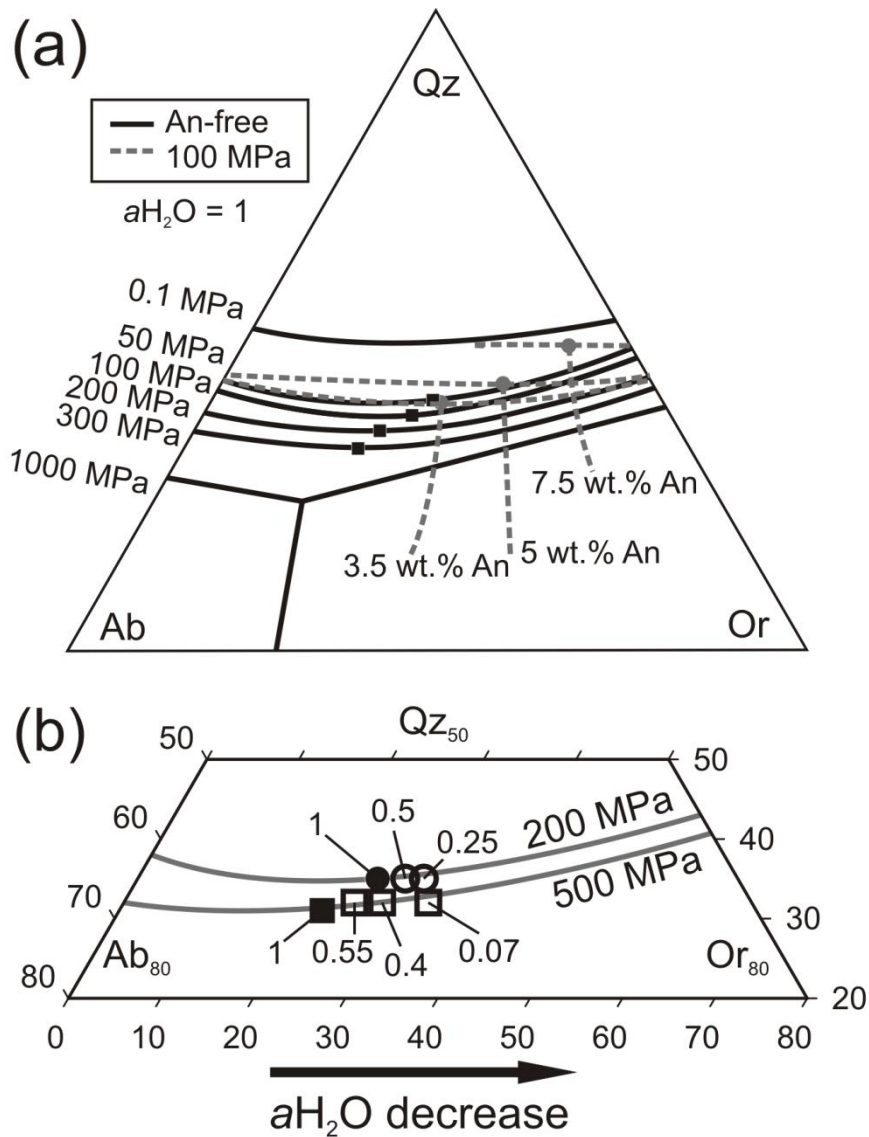 (a)
Qz
An-free
100 MPa
aH₂O = 1
0.1 MPa
50 MPa
100 MPa
200 MPa
300 MPa
1000 MPa
7.5 wt.% An
3.5 wt.% An
5 wt.% An
Ab
Or
(b)
Qz₅₀
50
50
60
1
0.5
0.25
200 MPa
40
70
500 MPa
30
1
0.55
0.4
0.07
Ab₈₀
Or₈₀
80
20
0 10 20 30 40 50 60 70 80
aH₂O decrease